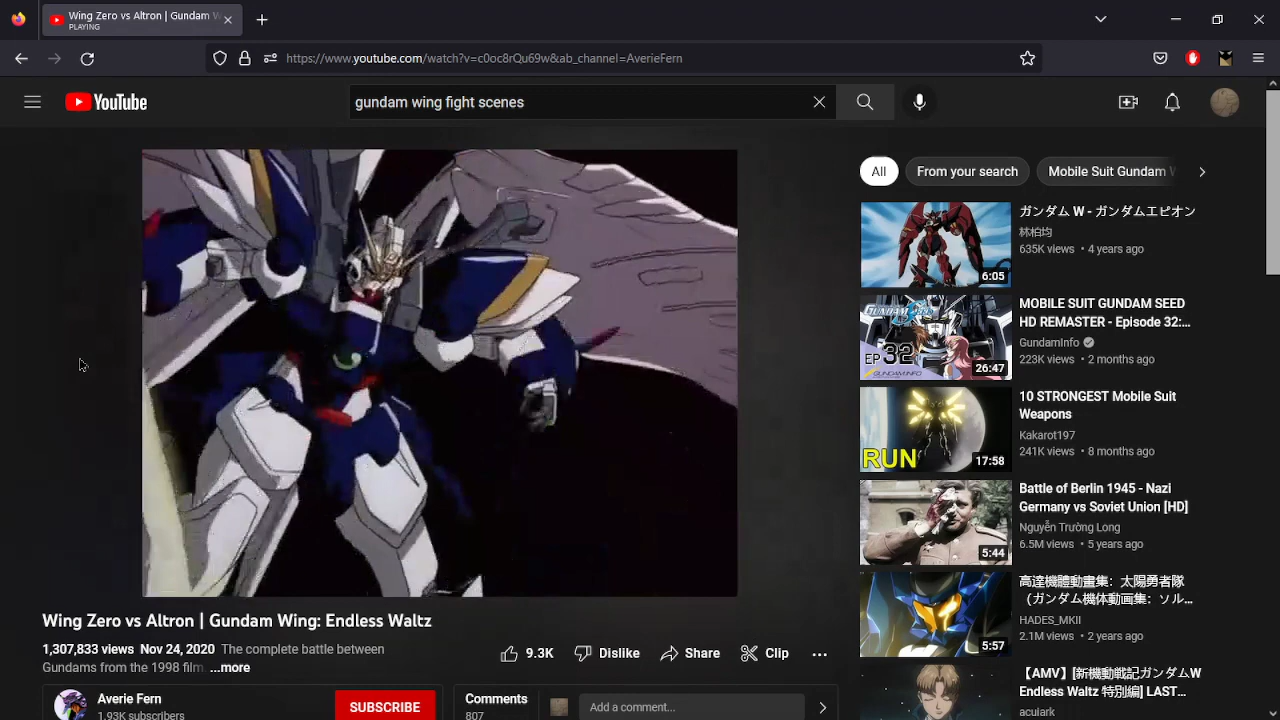 Wing Zero vs Altron | Gundam W
PLAYING
https://www.youtube.com/watch?v=c0oc8rQu69w&ab_channel=AverieFern
YouTube
gundam wing fight scenes
All
From your search
Mobile Suit Gundam W
ガンダム W - ガンダムエピオン
林柏均
635K views • 4 years ago
6:05
MOBILE SUIT GUNDAM SEED
HD REMASTER - Episode 32:...
GundamInfo
223K views • 2 months ago
EP 32
GUNDAM.INFO
26:47
10 STRONGEST Mobile Suit
Weapons
Kakarot197
241K views • 8 months ago
RUN
17:58
Battle of Berlin 1945 - Nazi
Germany vs Soviet Union [HD]
Nguyễn Trường Long
6.5M views • 5 years ago
5:44
高達機體動畫集：太陽勇者隊
（ガンダム機体動画集：ソル...
HADES_MKII
2.1M views • 2 years ago
5:57
【AMV】[新機動戦記ガンダムW
Endless Waltz 特別編] LAST...
aculark
Wing Zero vs Altron | Gundam Wing: Endless Waltz
1,307,833 views Nov 24, 2020 The complete battle between
Gundams from the 1998 film. ...more
9.3K
Dislike
Share
Clip
Averie Fern
1.93K subscribers
SUBSCRIBE
Comments
807
Add a comment...